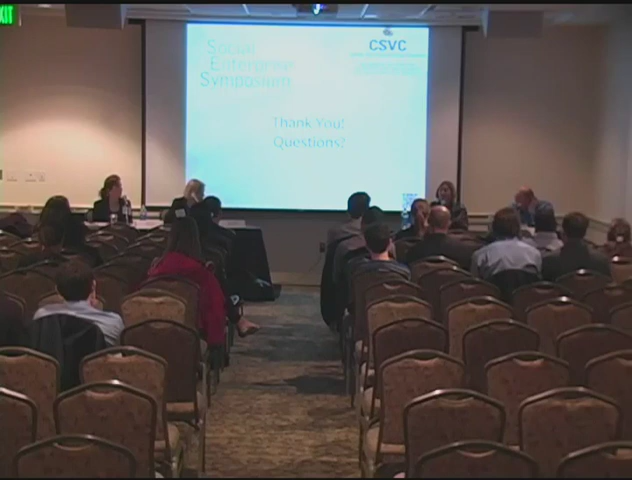 EXIT
Social
Enterprise
Symposium
CSVC
Thank You!
Questions?